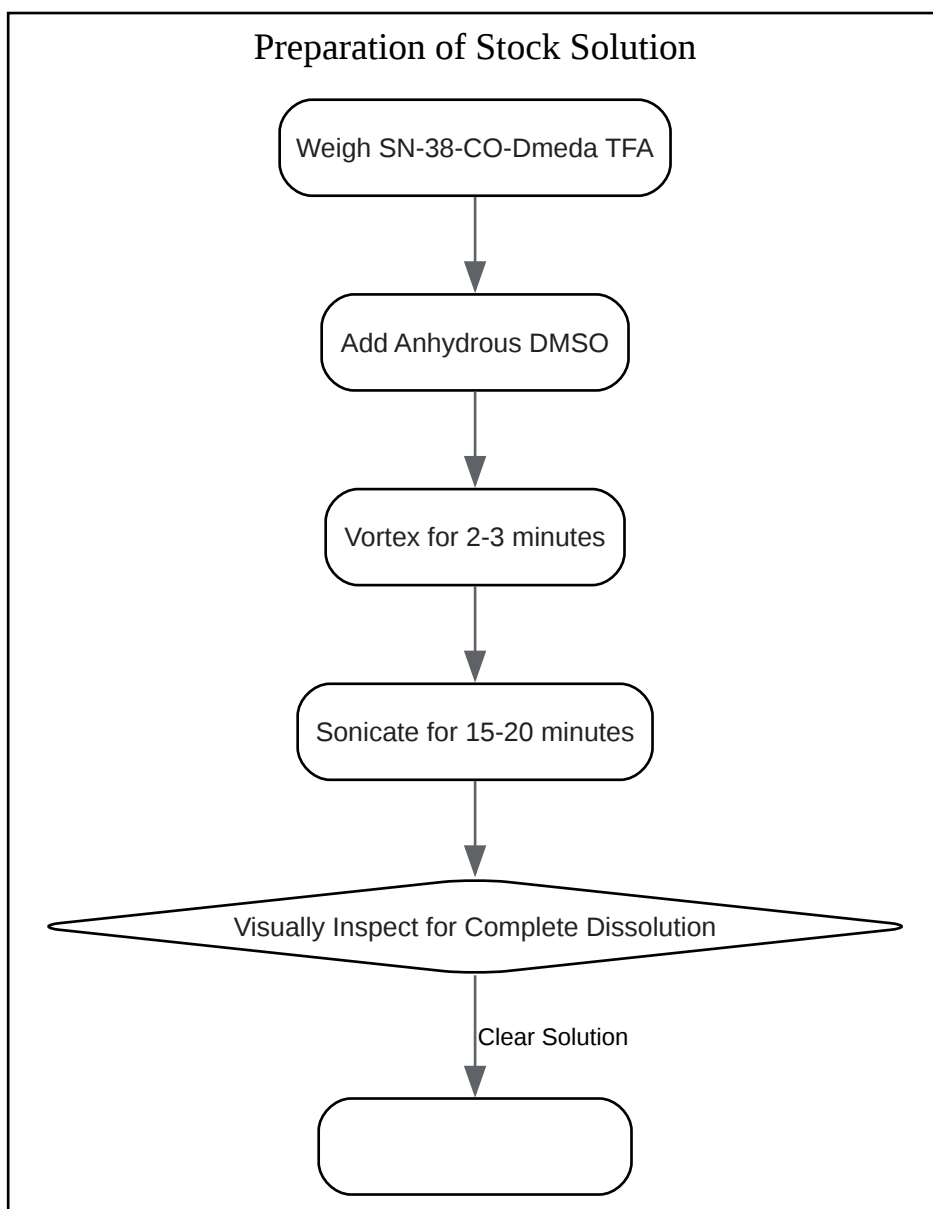 Preparation of Stock Solution
Weigh SN-38-CO-Dmeda TFA
Add Anhydrous DMSO
Vortex for 2-3 minutes
Sonicate for 15-20 minutes
Visually Inspect for Complete Dissolution
Clear Solution